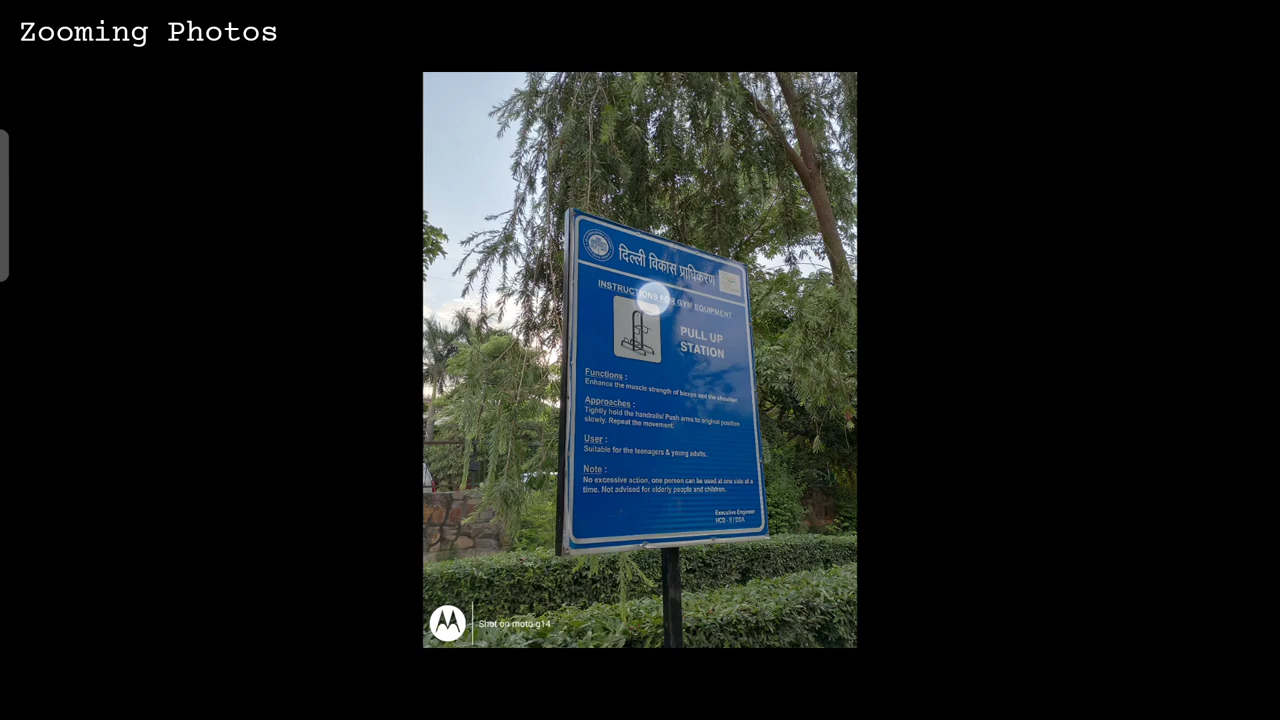 Zooming Photos
दिल्ली विकास प्राधिकरण
INSTRUCTIONS FOR GYM EQUIPMENT
PULL UP
STATION
Functions :
Enhance the muscle strength of biceps and the shoulder
Approaches :
Tightly hold the handrails/ Push arms to original position
slowly. Repeat the movement.
User :
Suitable for the teenagers & young adults.
Note :
No excessive action, one person can be used at one side at a
time. Not advised for elderly people and children.
Executive Engineer
Shot on moto g14